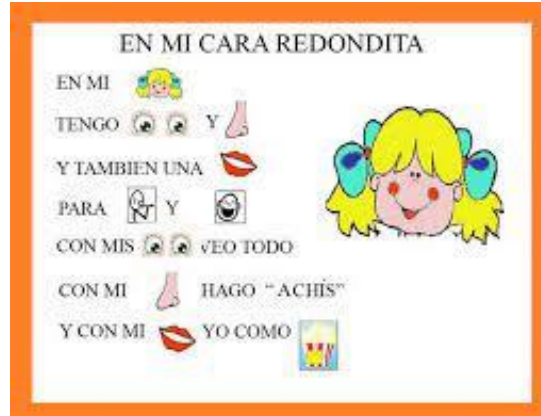 EN MI CARA REDONDITA
EN MI
TENGO Y
Y TAMBIEN UNA
PARA Y
CON MIS VEO TODO
CON MI HAGO “ ACHÍS”
Y CON MI YO COMO